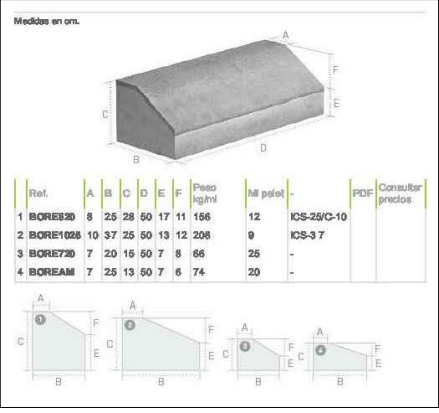 Medidas en cm.
A
F
E
C
B
D
Ref. A B C D E F Peso kg/ml Ml palet - PDF Consultar precios
1 BORE820 8 25 28 50 17 11 156 12 ICS-25/C-10
2 BORE1025 10 37 25 50 13 12 208 9 ICS-3 7
3 BORE720 7 20 15 50 7 8 66 25 -
4 BOREAM 7 25 13 50 7 6 74 20 -
A
1
C
F
E
B
A
2
C
F
E
B
A
3
C
F
E
B
A
4
C
F
E
B